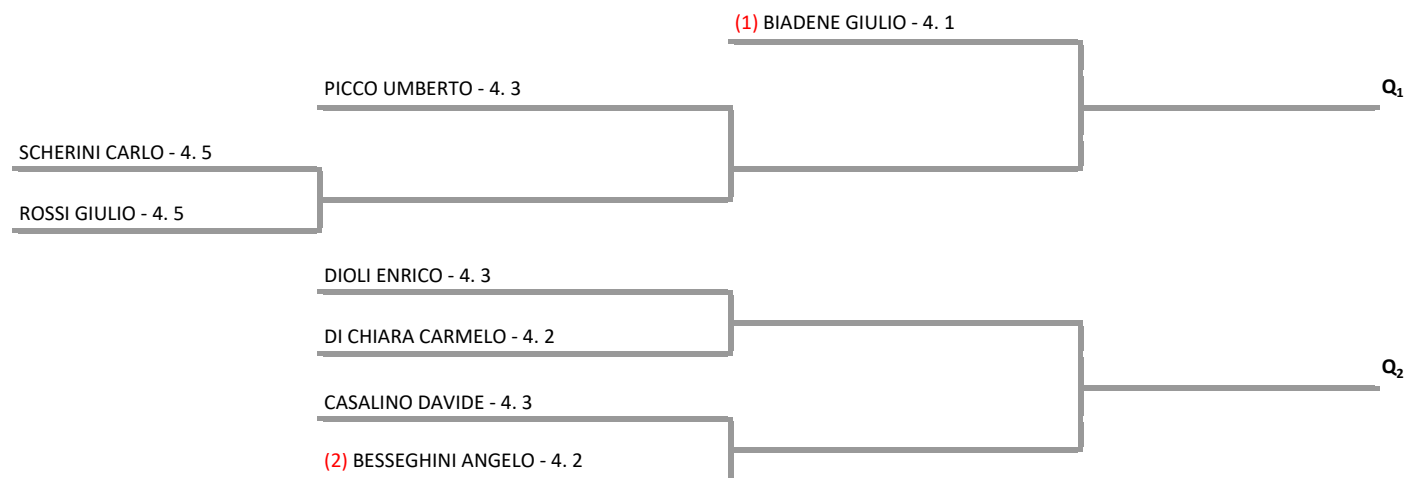 (1) BIADENE GIULIO - 4. 1
PICCO UMBERTO - 4. 3
Q₁
SCHERINI CARLO - 4. 5
ROSSI GIULIO - 4. 5
DIOLI ENRICO - 4. 3
DI CHIARA CARMELO - 4. 2
Q₂
CASALINO DAVIDE - 4. 3
(2) BESSEGHINI ANGELO - 4. 2